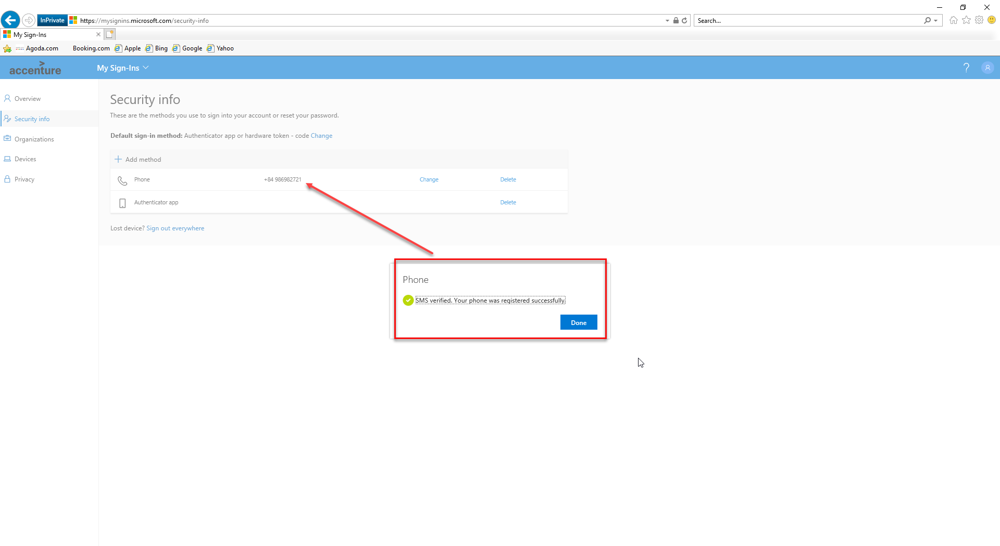 InPrivate
https://mysignins.microsoft.com/security-info
Search...
My Sign-Ins
Agoda.com
Booking.com
Apple
Bing
Google
Yahoo
accenture
My Sign-Ins
?
Overview
Security info
Organizations
Devices
Privacy
Security info
These are the methods you use to sign into your account or reset your password.
Default sign-in method: Authenticator app or hardware token - code Change
Add method
Phone +84 986982721 Change Delete
Authenticator app Delete
Lost device? Sign out everywhere
Phone
SMS verified. Your phone was registered successfully
Done